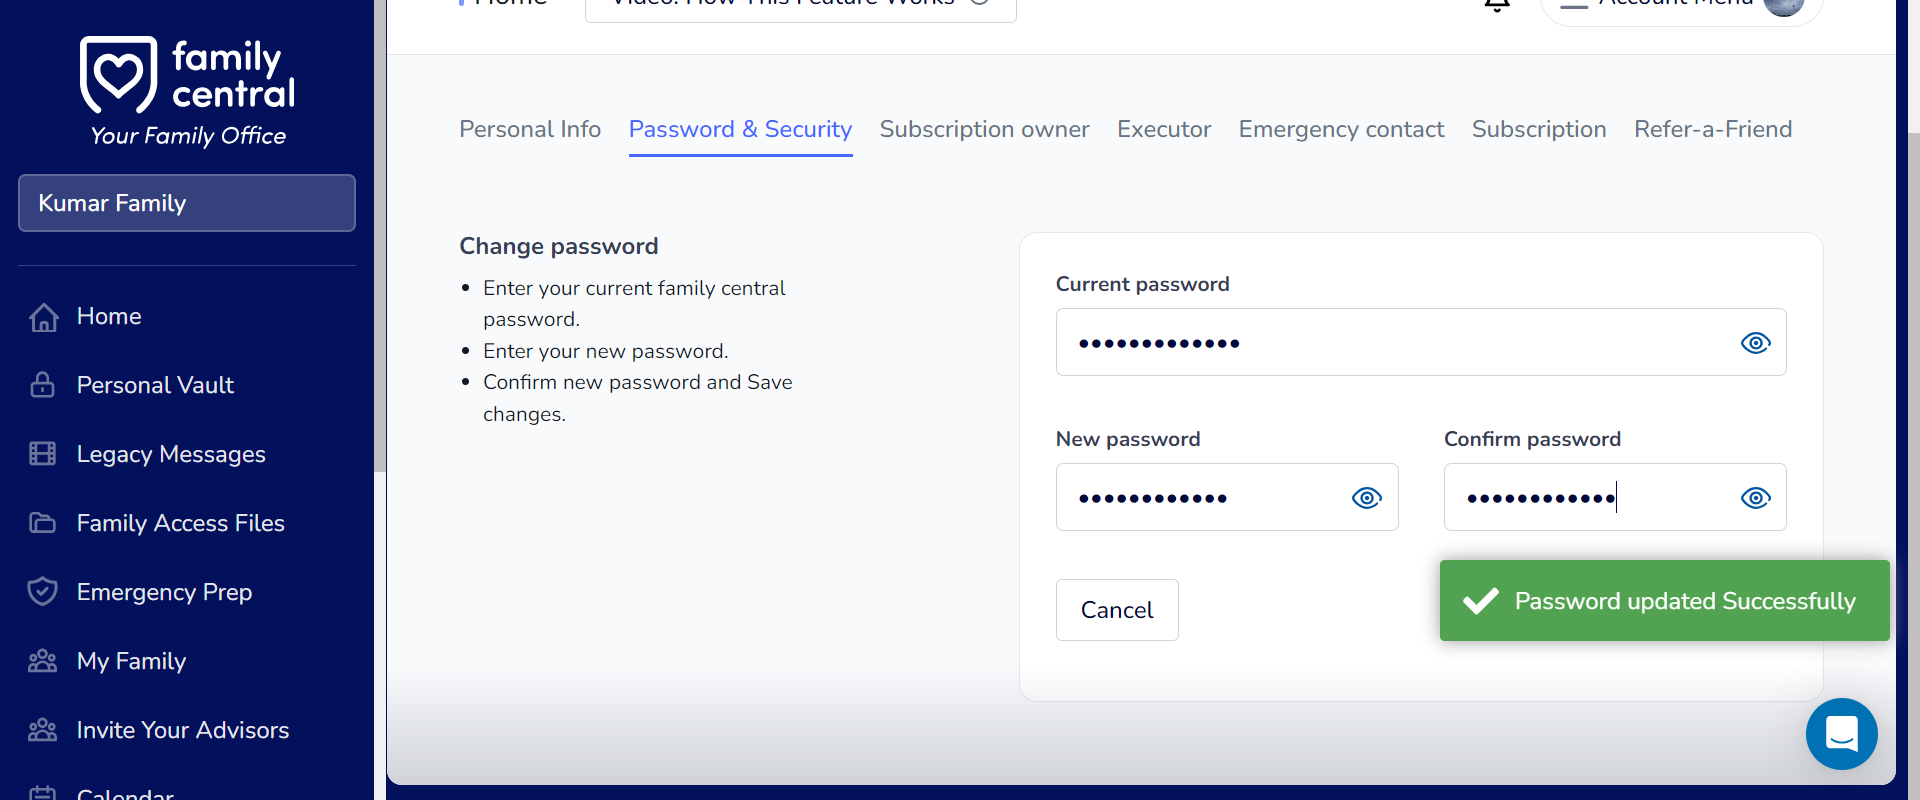 family
central
Your Family Office
Kumar Family
Home
Personal Vault
Legacy Messages
Family Access Files
Emergency Prep
My Family
Invite Your Advisors
Calendar
Home
Video: How This Feature Works
Account Menu
Personal Info
Password & Security
Subscription owner
Executor
Emergency contact
Subscription
Refer-a-Friend
Change password
• Enter your current family central
password.
• Enter your new password.
• Confirm new password and Save
changes.
Current password
•••••••••••••
New password
Confirm password
••••••••••••
••••••••••••
Cancel
Password updated Successfully